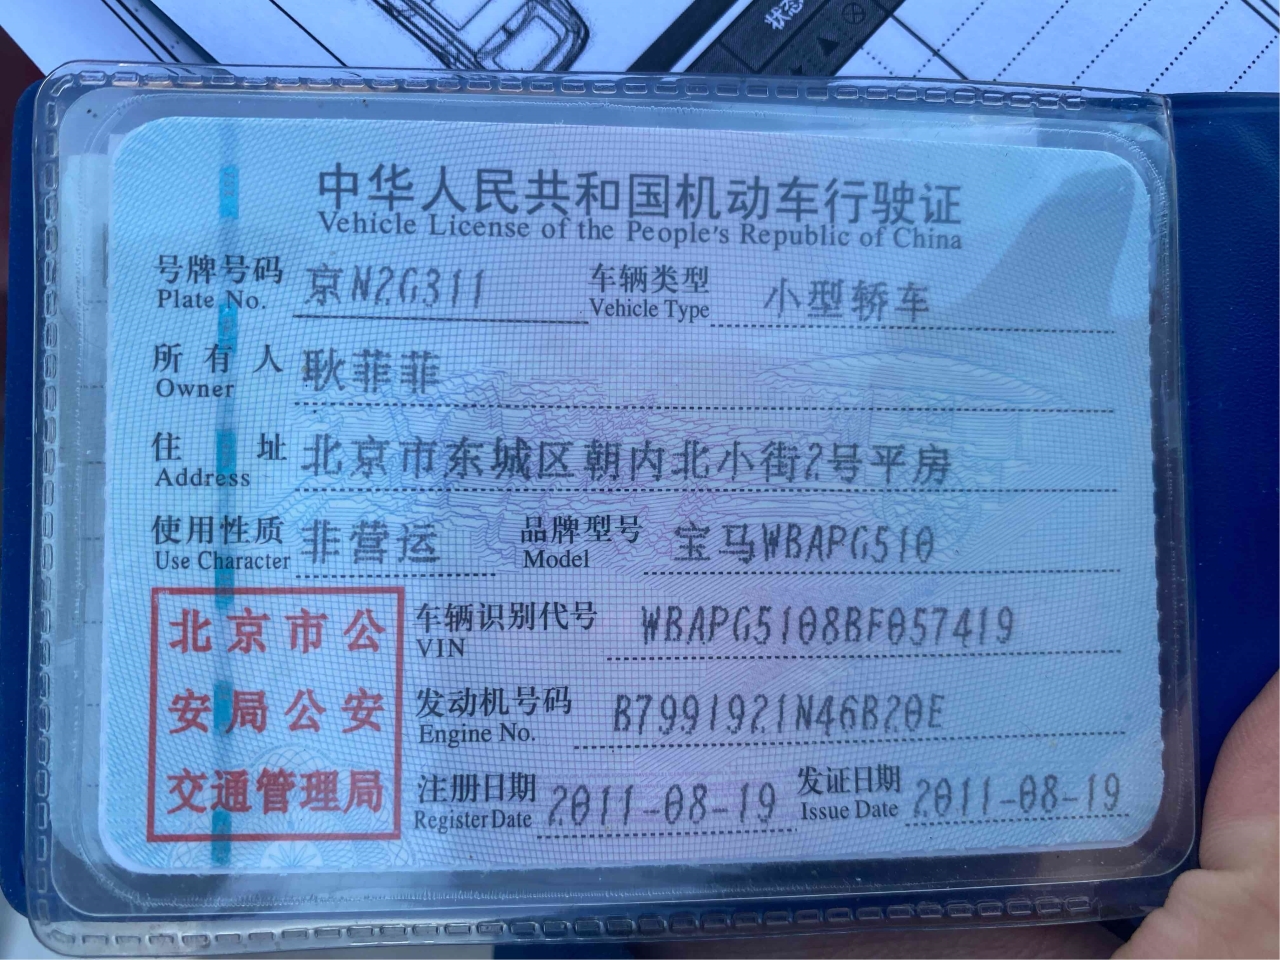 状态
中华人民共和国机动车行驶证
Vehicle License of the People's Republic of China
号牌号码 京N2G311 车辆类型 小型轿车
Plate No. Vehicle Type
所有人 耿菲菲
Owner
住址 北京市东城区朝内北小街2号平房
Address
使用性质 非营运 品牌型号 宝马WBAPG510
Use Character Model
北京市公
安局公安
交通管理局
车辆识别代号 WBAPG5108BF057419
VIN
发动机号码 B7991921N46B20E
Engine No.
注册日期 2011-08-19 发证日期 2011-08-19
Register Date Issue Date